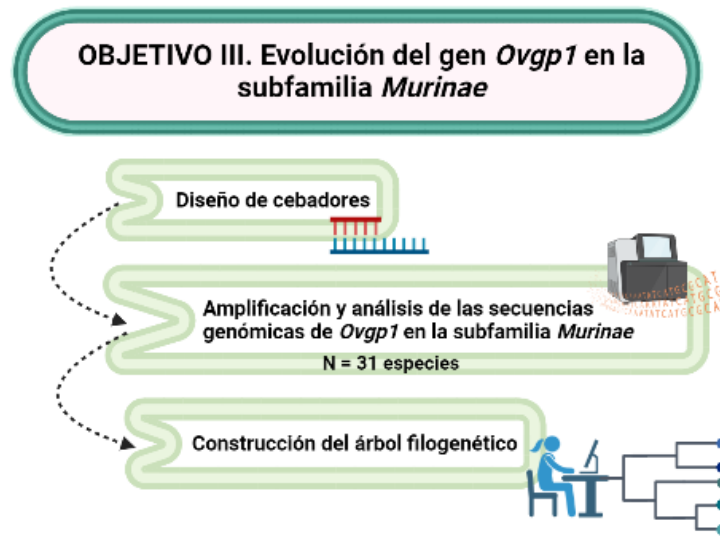 OBJETIVO III. Evolución del gen Ovgp1 en la
subfamilia Murinae
Diseño de cebadores
Amplificación y análisis de las secuencias
genómicas de Ovgp1 en la subfamilia Murinae
N = 31 especies
Construcción del árbol filogenético